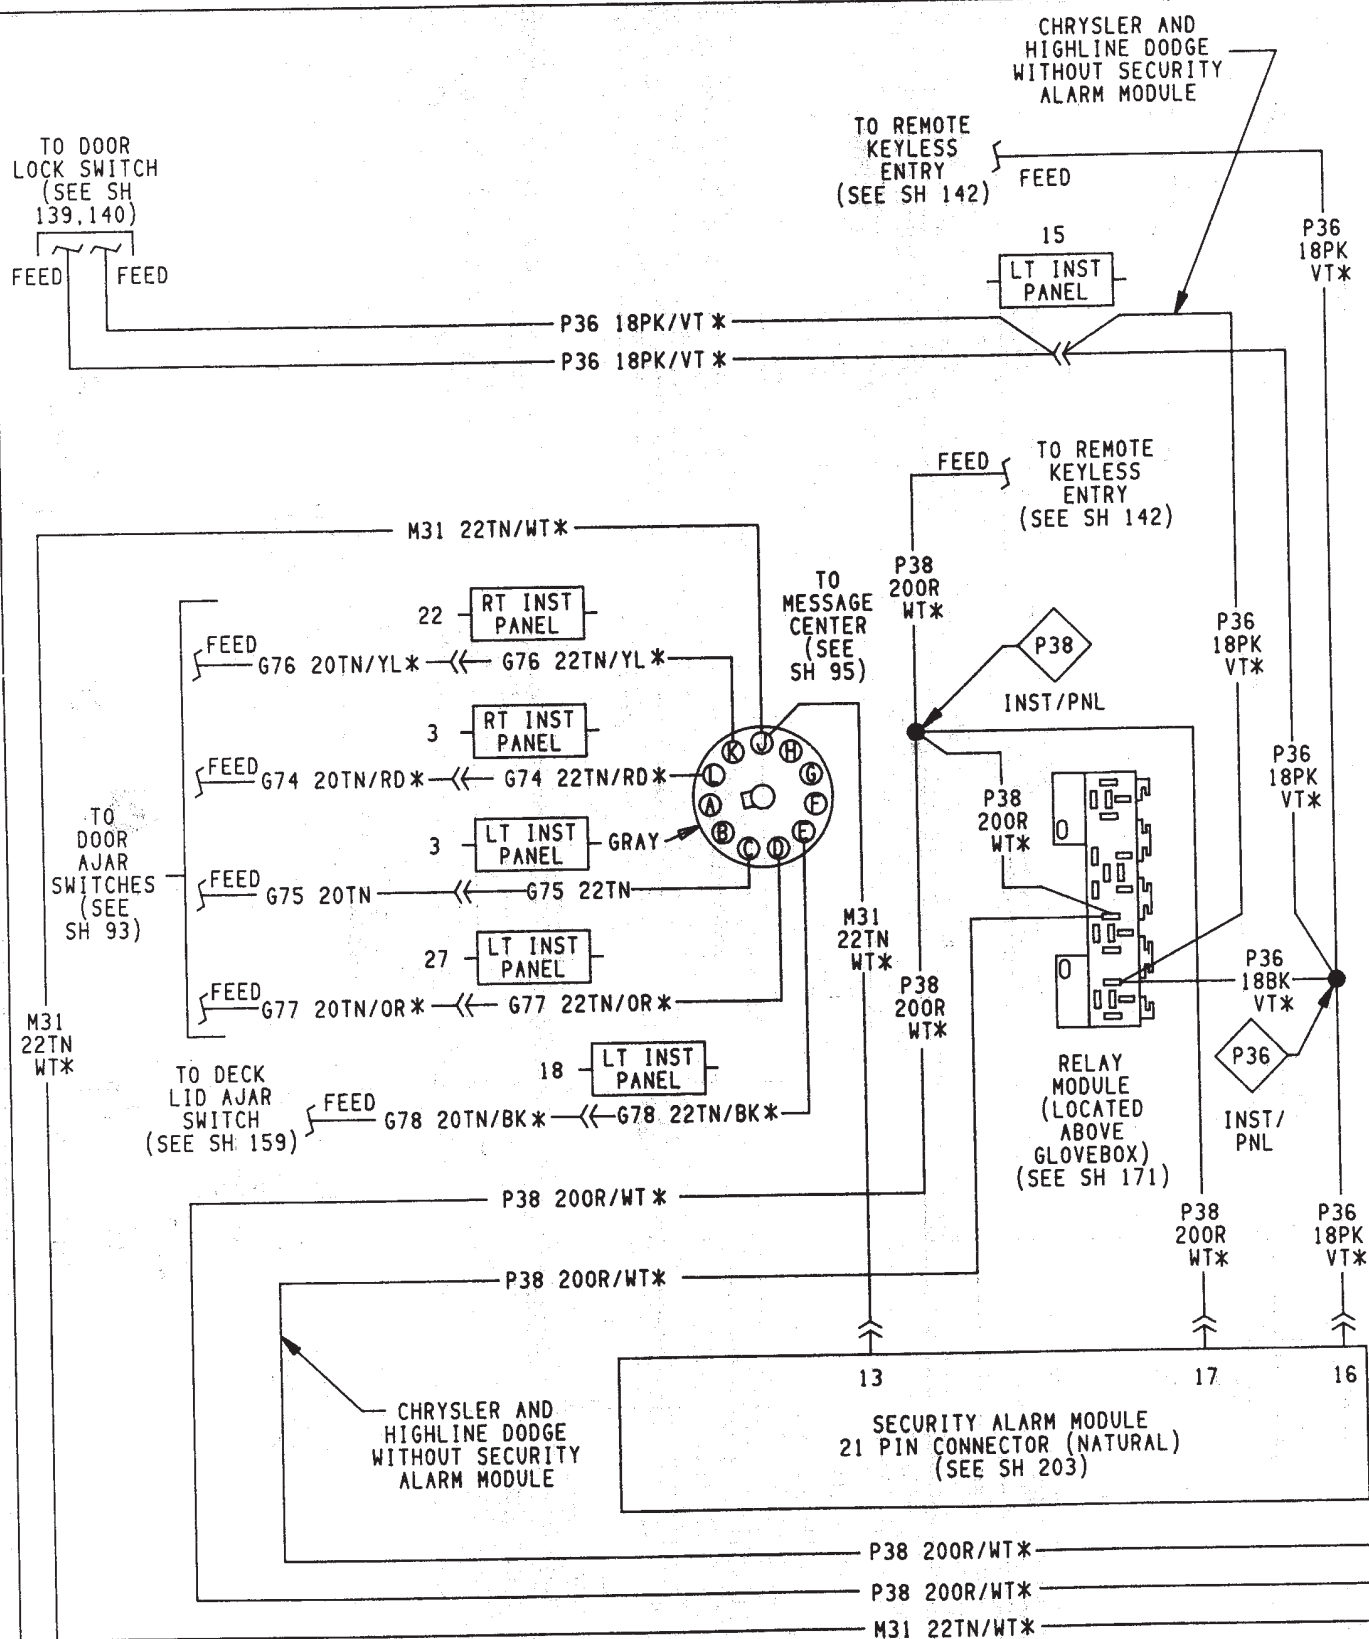 CHRYSLER AND
HIGHLINE DODGE
WITHOUT SECURITY
ALARM MODULE
TO DOOR
LOCK SWITCH
(SEE SH
139,140)
FEED
FEED
TO REMOTE
KEYLESS
ENTRY
(SEE SH 142)
FEED
P36
18PK
VT*
15
LT INST
PANEL
P36 18PK/VT*
P36 18PK/VT*
FEED
TO REMOTE
KEYLESS
ENTRY
(SEE SH 142)
M31 22TN/WT*
P38
20OR
WT*
TO
MESSAGE
CENTER
(SEE
SH 95)
P38
INST/PNL
P36
18PK
VT*
P36
18PK
VT*
22
RT INST
PANEL
FEED
G76 20TN/YL*
G76 22TN/YL*
3
RT INST
PANEL
FEED
G74 20TN/RD*
G74 22TN/RD*
J
K
H
L
G
A
F
B
E
C
D
TO
DOOR
AJAR
SWITCHES
(SEE
SH 93)
3
LT INST
PANEL
GRAY
FEED
G75 20TN
G75 22TN
27
LT INST
PANEL
FEED
G77 20TN/OR*
G77 22TN/OR*
P38
20OR
WT*
M31
22TN
WT*
P38
20OR
WT*
P36
18BK
VT*
P36
INST/
PNL
M31
22TN
WT*
18
LT INST
PANEL
TO DECK
LID AJAR
SWITCH
(SEE SH 159)
FEED
G78 20TN/BK*
G78 22TN/BK*
RELAY
MODULE
(LOCATED
ABOVE
GLOVEBOX)
(SEE SH 171)
P38 20OR/WT*
P38
20OR
WT*
P36
18PK
VT*
P38 20OR/WT*
CHRYSLER AND
HIGHLINE DODGE
WITHOUT SECURITY
ALARM MODULE
13
17
16
SECURITY ALARM MODULE
21 PIN CONNECTOR (NATURAL)
(SEE SH 203)
P38 20OR/WT*
P38 20OR/WT*
M31 22TN/WT*